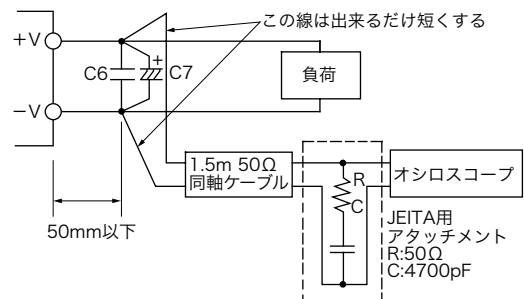 この線は出来るだけ短くする
+V
+
C6
C7
負荷
−V
1.5m 50Ω
同軸ケーブル
R
C
オシロスコープ
50mm以下
JEITA用
アタッチメント
R:50Ω
C:4700pF